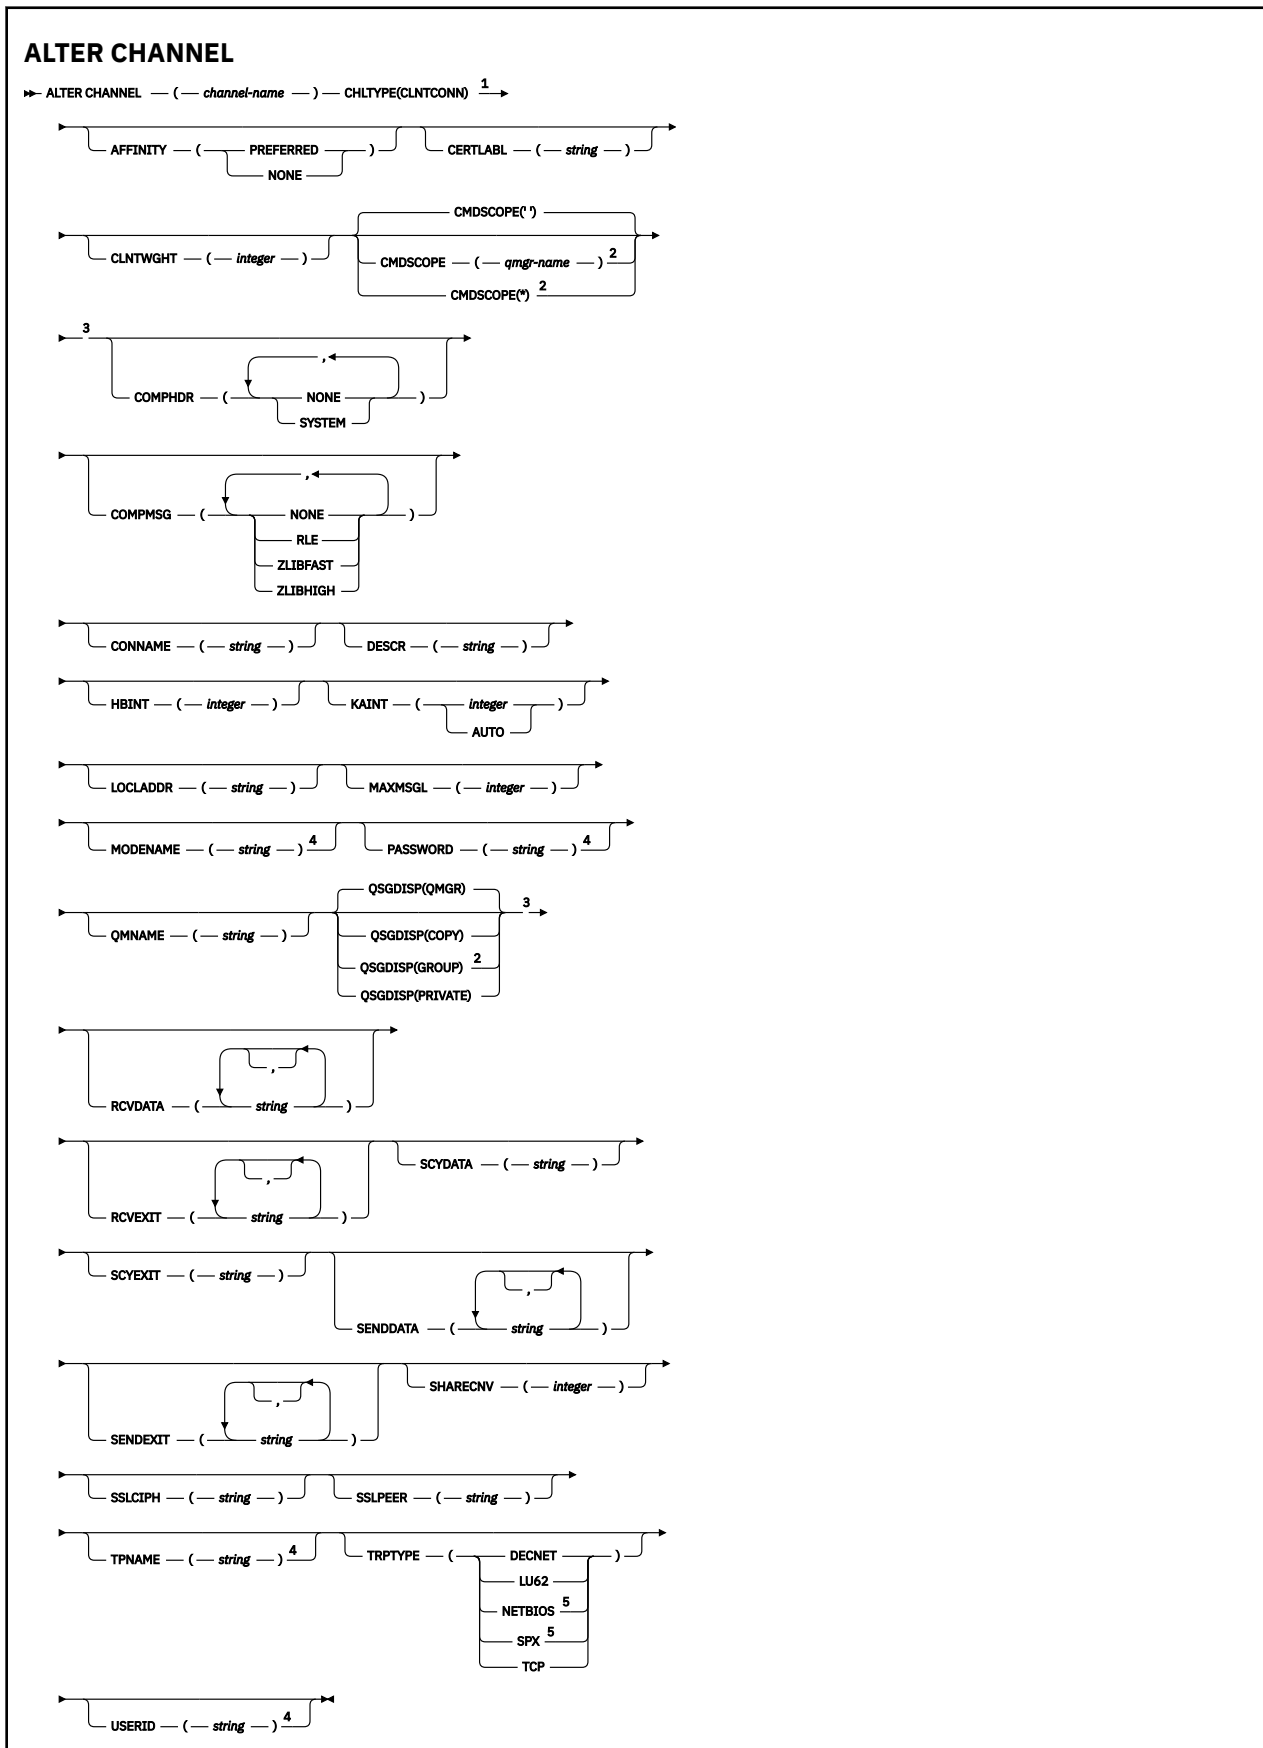 ALTER CHANNEL
ALTER CHANNEL ( channel-name ) CHLTYPE(CLNTCONN) 1
AFFINITY ( PREFERRED ) CERTLABL ( string )
NONE
CMDSCOPE(' ')
CLNTWGHT ( integer ) CMDSCOPE ( qmgr-name ) 2
CMDSCOPE(*) 2
3
,
COMPHDR ( NONE )
SYSTEM
,
COMPMSG ( NONE )
RLE
ZLIBFAST
ZLIBHIGH
CONNAME ( string ) DESCR ( string )
HBINT ( integer ) KAINT ( integer )
AUTO
LOCLADDR ( string ) MAXMSGL ( integer )
MODENAME ( string ) 4 PASSWORD ( string ) 4
QSGDISP(QMGR) 3
QMNAME ( string ) QSGDISP(COPY)
QSGDISP(GROUP) 2
QSGDISP(PRIVATE)
,
RCVDATA ( string )
, SCYDATA ( string )
RCVEXIT ( string )
SCYEXIT ( string ) ,
SENDDATA ( string )
, SHARECNV ( integer )
SENDEXIT ( string )
SSLCIPH ( string ) SSLPEER ( string )
TPNAME ( string ) 4 TRPTYPE ( DECNET )
LU62
NETBIOS 5
SPX 5
TCP
USERID ( string ) 4